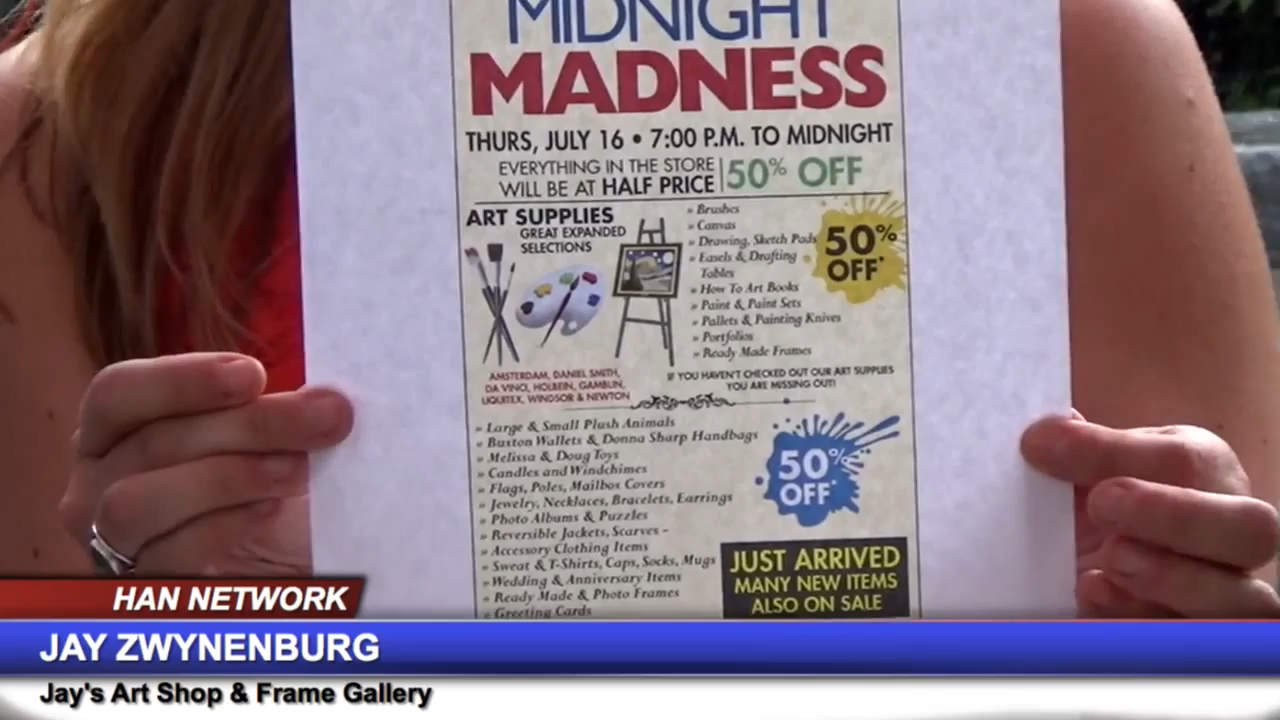 MIDNIGHT
MADNESS
THURS, JULY 16 • 7:00 P.M. TO MIDNIGHT
EVERYTHING IN THE STORE
WILL BE AT HALF PRICE
50% OFF
ART SUPPLIES
GREAT EXPANDED
SELECTIONS
» Brushes
» Canvas
» Drawing, Sketch Pads
» Easels & Drafting
Tables
» How To Art Books
» Paint & Paint Sets
» Pallets & Painting Knives
» Portfolios
» Ready Made Frames
50%
OFF*
AMSTERDAM, DANIEL SMITH,
DA VINCI, HOLBEIN, GAMBLIN,
LIQUITEX, WINDSOR & NEWTON
IF YOU HAVEN'T CHECKED OUT OUR ART SUPPLIES
YOU ARE MISSING OUT!
» Large & Small Plush Animals
» Buxton Wallets & Donna Sharp Handbags
» Melissa & Doug Toys
» Candles and Windchimes
» Flags, Poles, Mailbox Covers
» Jewelry, Necklaces, Bracelets, Earrings
» Photo Albums & Puzzles
» Reversible Jackets, Scarves -
» Accessory Clothing Items
» Sweat & T-Shirts, Caps, Socks, Mugs
» Wedding & Anniversary Items
» Ready Made & Photo Frames
» Greeting Cards
50%
OFF*
JUST ARRIVED
MANY NEW ITEMS
ALSO ON SALE
HAN NETWORK
JAY ZWYNENBURG
Jay's Art Shop & Frame Gallery